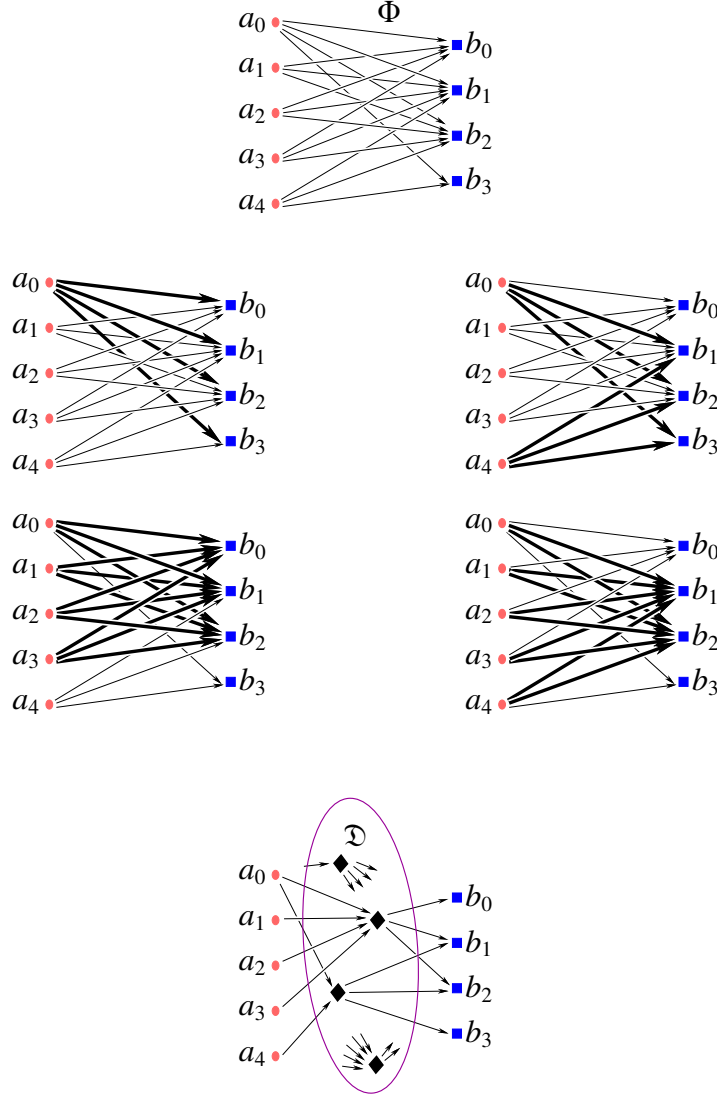 Φ
a₀
b₀
a₁
b₁
a₂
b₂
a₃
b₃
a₄
a₀
b₀
a₁
b₁
a₂
b₂
a₃
b₃
a₄
a₀
b₀
a₁
b₁
a₂
b₂
a₃
b₃
a₄
a₀
b₀
a₁
b₁
a₂
b₂
a₃
b₃
a₄
a₀
b₀
a₁
b₁
a₂
b₂
a₃
b₃
a₄
𝔇
a₀
b₀
a₁
b₁
a₂
b₂
a₃
b₃
a₄